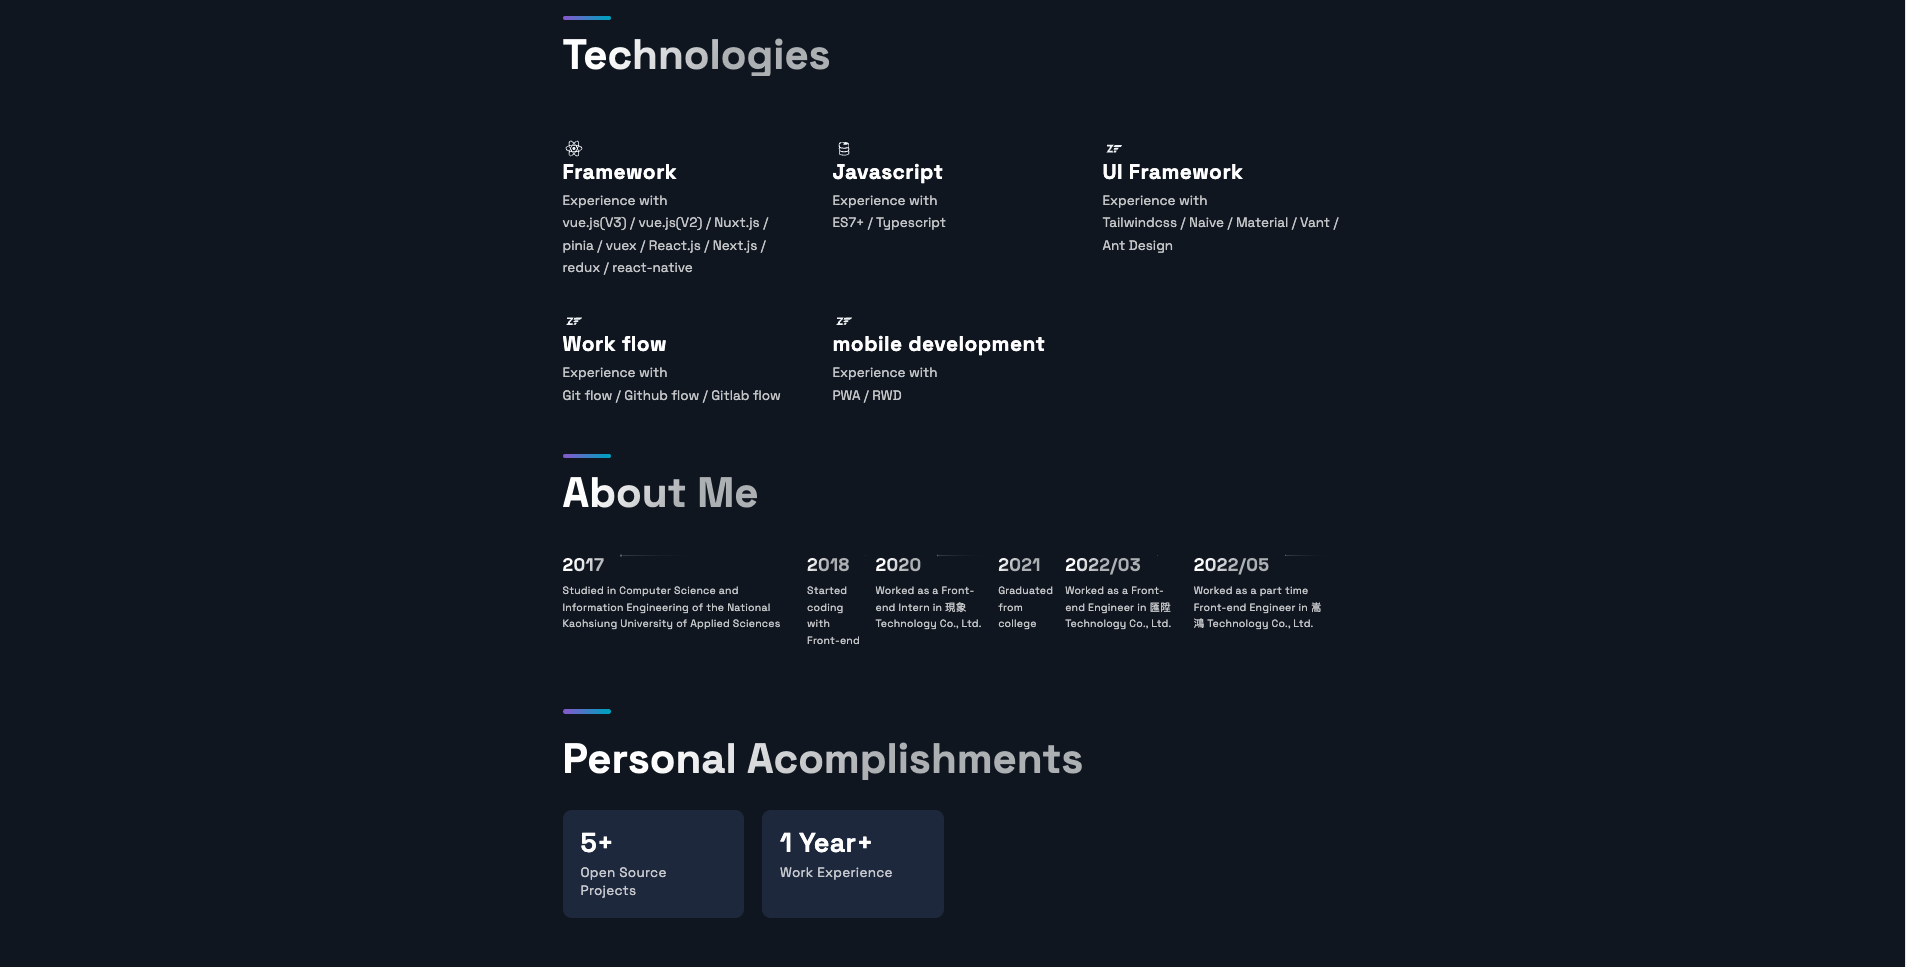 Technologies
Framework
Experience with
vue.js(V3) / vue.js(V2) / Nuxt.js /
pinia / vuex / React.js / Next.js /
redux / react-native
Javascript
Experience with
ES7+ / Typescript
UI Framework
Experience with
Tailwindcss / Naive / Material / Vant /
Ant Design
Work flow
Experience with
Git flow / Github flow / Gitlab flow
mobile development
Experience with
PWA / RWD
About Me
2017
Studied in Computer Science and
Information Engineering of the National
Kaohsiung University of Applied Sciences
2018
Started
coding
with
Front-end
2020
Worked as a Front-
end Intern in 現象
Technology Co., Ltd.
2021
Graduated
from
college
2022/03
Worked as a Front-
end Engineer in 匯陞
Technology Co., Ltd.
2022/05
Worked as a part time
Front-end Engineer in 嵩
鴻 Technology Co., Ltd.
Personal Acomplishments
5+
Open Source
Projects
1 Year+
Work Experience